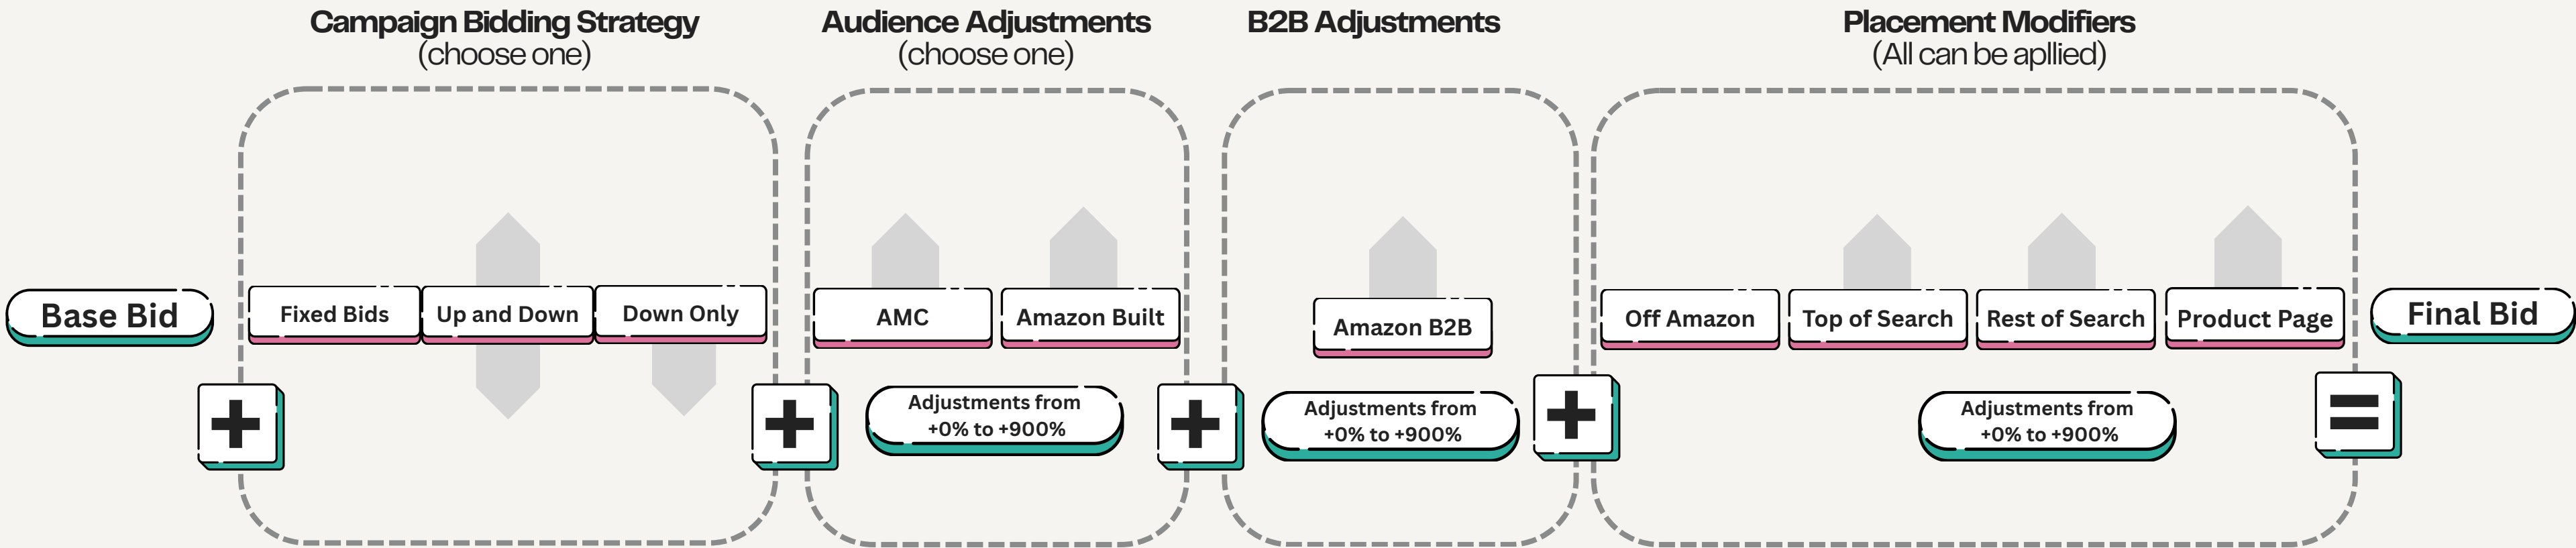 Campaign Bidding Strategy
(choose one)
Audience Adjustments
(choose one)
B2B Adjustments
Placement Modifiers
(All can be apllied)
Base Bid
Fixed Bids
Up and Down
Down Only
AMC
Amazon Built
Amazon B2B
Off Amazon
Top of Search
Rest of Search
Product Page
Final Bid
+
+
Adjustments from
+0% to +900%
+
Adjustments from
+0% to +900%
+
Adjustments from
+0% to +900%
=